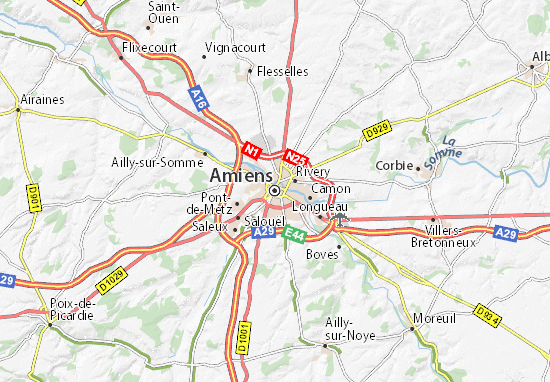 Saint-
Ouen
Vignacourt
Flixecourt
Flesselles
Alb
Airaines
A16
N1
N25
D929
La
Somme
Ailly-sur-Somme
Corbie
Rivery
Amiens
Camon
D901
Pont-
de-Metz
Longueau
Salouel
Saleux
A29
E44
Villers-
Bretonneux
A29
Boves
A29
D1029
Poix-de-
Picardie
D934
D1001
Ailly-
sur-Noye
Moreuil